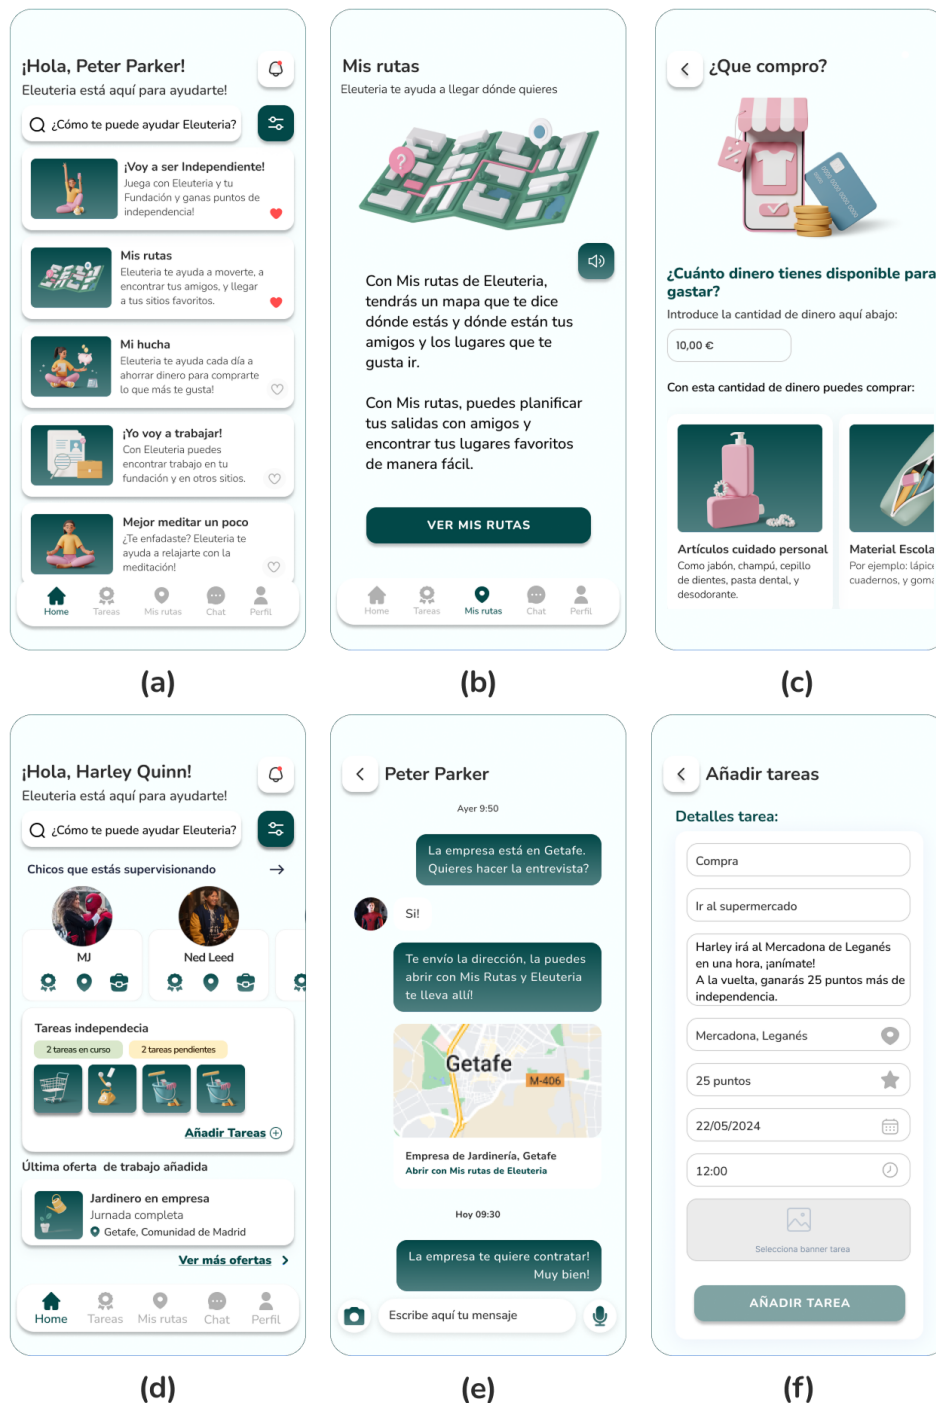 ¡Hola, Peter Parker!
Eleuteria está aquí para ayudarte!
¿Cómo te puede ayudar Eleuteria?
¡Voy a ser Independiente!
Juega con Eleuteria y tu
Fundación y ganas puntos de
independencia!
Mis rutas
Eleuteria te ayuda a moverte, a
encontrar tus amigos, y llegar
a tus sitios favoritos.
Mi hucha
Eleuteria te ayuda cada día a
ahorrar dinero para comprarte
lo que más te gusta!
¡Yo voy a trabajar!
Con Eleuteria puedes
encontrar trabajo en tu
fundación y en otros sitios.
Mejor meditar un poco
¿Te enfadaste? Eleuteria te
ayuda a relajarte con la
meditación!
Home Tareas Mis rutas Chat Perfil
(a)
Mis rutas
Eleuteria te ayuda a llegar dónde quieres
?
Con Mis rutas de Eleuteria,
tendrás un mapa que te dice
dónde estás y dónde están tus
amigos y los lugares que te
gusta ir.
Con Mis rutas, puedes planificar
tus salidas con amigos y
encontrar tus lugares favoritos
de manera fácil.
VER MIS RUTAS
Home Tareas Mis rutas Chat Perfil
(b)
¿Que compro?
%
¿Cuánto dinero tienes disponible para
gastar?
Introduce la cantidad de dinero aquí abajo:
10,00 €
Con esta cantidad de dinero puedes comprar:
Artículos cuidado personal
Como jabón, champú, cepillo
de dientes, pasta dental, y
desodorante.
Material Escola
Por ejemplo: lápice
cuadernos, y goma
(c)
¡Hola, Harley Quinn!
Eleuteria está aquí para ayudarte!
¿Cómo te puede ayudar Eleuteria?
Chicos que estás supervisionando
MJ
Ned Leed
Tareas independecia
2 tareas en curso 2 tareas pendientes
Añadir Tareas
Última oferta de trabajo añadida
Jardinero en empresa
Jurnada completa
Getafe, Comunidad de Madrid
Ver más ofertas
Home Tareas Mis rutas Chat Perfil
(d)
Peter Parker
Ayer 9:50
La empresa está en Getafe.
Quieres hacer la entrevista?
Si!
Te envío la dirección, la puedes
abrir con Mis Rutas y Eleuteria
te lleva allí!
Getafe
M-406
Empresa de Jardinería, Getafe
Abrir con Mis rutas de Eleuteria
Hoy 09:30
La empresa te quiere contratar!
Muy bien!
Escribe aquí tu mensaje
(e)
Añadir tareas
Detalles tarea:
Compra
Ir al supermercado
Harley irá al Mercadona de Leganés
en una hora, ¡anímate!
A la vuelta, ganarás 25 puntos más de
independencia.
Mercadona, Leganés
25 puntos
22/05/2024
12:00
Selecciona banner tarea
AÑADIR TAREA
(f)